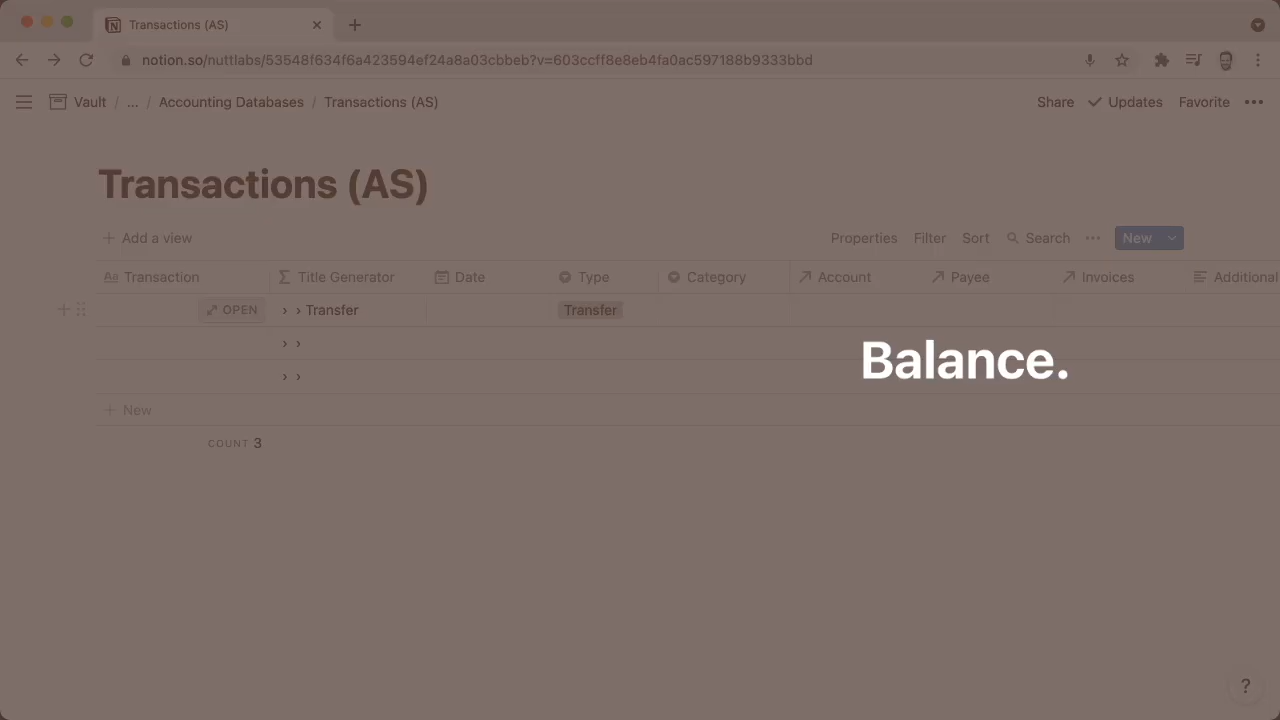 Transactions (AS)
notion.so/nuttlabs/53548f634f6a423594ef24a8a03cbbeb?v=603ccff8e8eb4fa0ac597188b9333bbd
Vault / ... / Accounting Databases / Transactions (AS)
Share Updates Favorite •••
Transactions (AS)
+ Add a view
Properties Filter Sort Search ••• New
Aa Transaction Σ Title Generator Date Type Category Account Payee Invoices Additional
OPEN › › Transfer Transfer
› ›
Balance.
› ›
+ New
COUNT 3
?